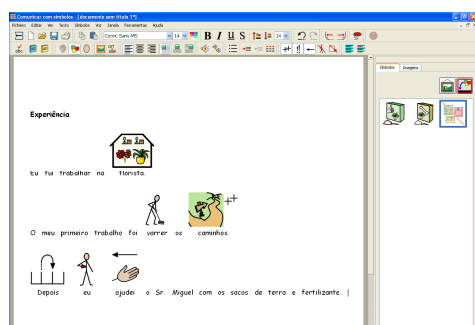 Comunicar com símbolos - [documento sem título 1*]
Ficheiro Editar Ver Texto Símbolos Voz Janela Ferramentas Ajuda
Comic Sans MS 14 B I U S 14
Símbolos Imagens
Experiência
Eu fui trabalhar na florista.
O meu primeiro trabalho foi varrer os caminhos.
Depois eu ajudei o Sr. Miguel com os sacos de terra e fertilizante.